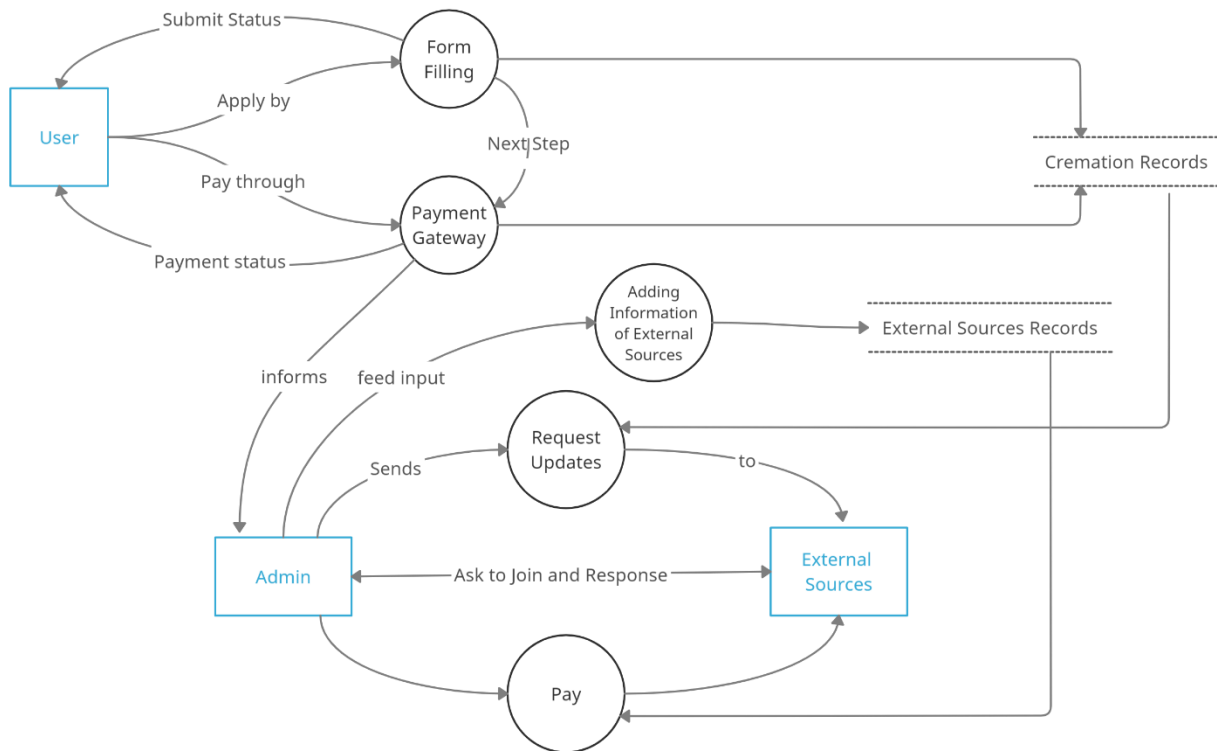 Submit Status
Form
Filling
User
Apply by
Next Step
Cremation Records
Pay through
Payment
Gateway
Payment status
Adding
Information
of External
Sources
External Sources Records
informs
feed input
Request
Updates
Sends
to
Admin
Ask to Join and Response
External
Sources
Pay